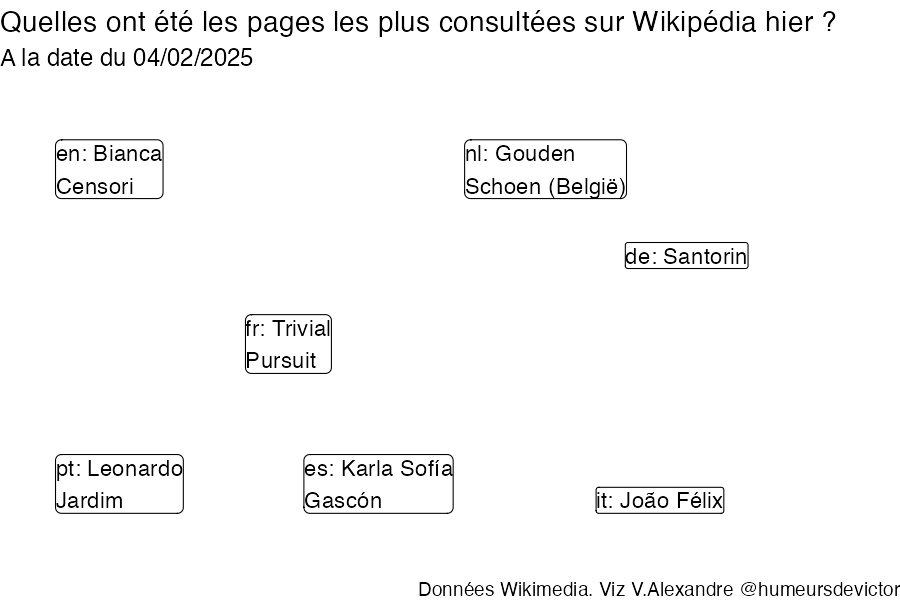 Quelles ont été les pages les plus consultées sur Wikipédia hier ?
A la date du 04/02/2025
en: Bianca
Censori
nl: Gouden
Schoen (België)
de: Santorin
fr: Trivial
Pursuit
pt: Leonardo
Jardim
es: Karla Sofía
Gascón
it: João Félix
Données Wikimedia. Viz V.Alexandre @humeursdevictor